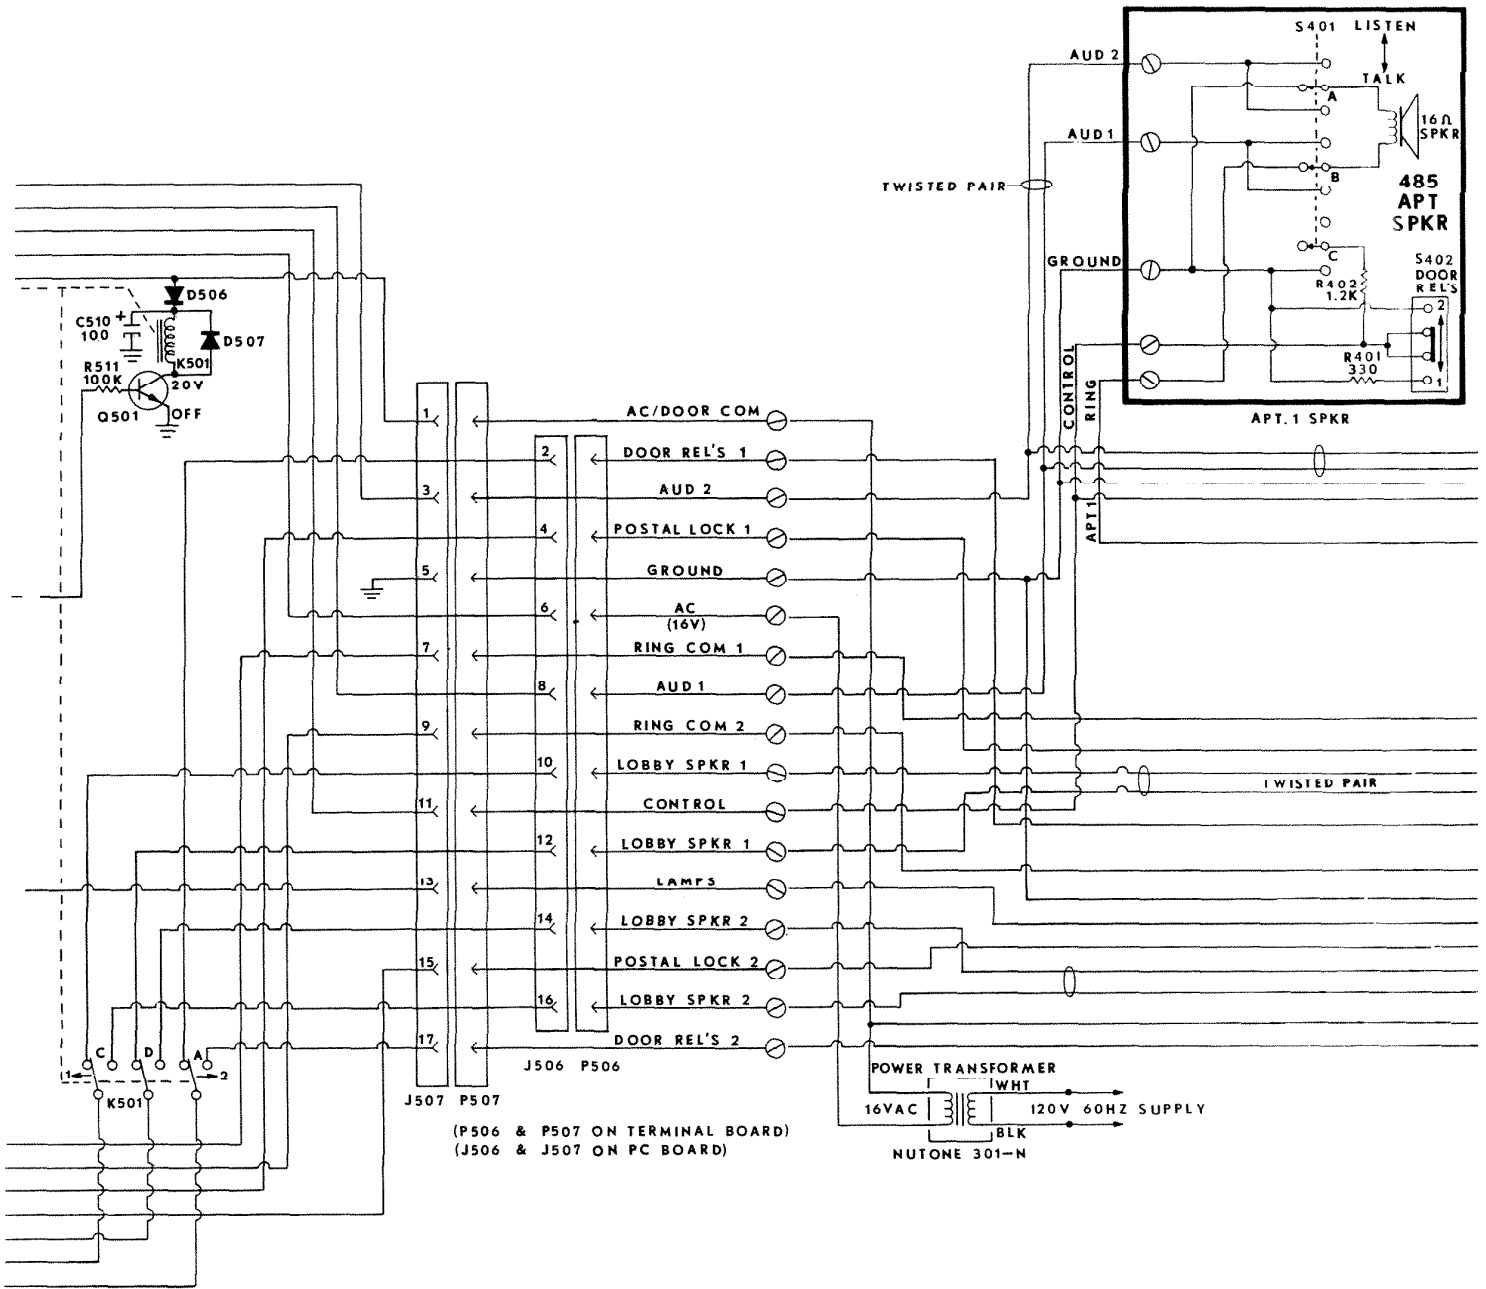 S401 LISTEN
AUD 2
TALK
A
16Ω
SPKR
AUD 1
B
TWISTED PAIR
485
APT
SPKR
C
GROUND
S402
DOOR
REL'S
R402
1.2K
2
D506
C510
100
+
D507
K501
20V
R511
100K
Q501
OFF
CONTROL
R401
330
1
RING
APT.1 SPKR
APT 1
1
AC/DOOR COM
2
DOOR REL'S 1
3
AUD 2
4
POSTAL LOCK 1
5
GROUND
6
AC
(16V)
7
RING COM 1
8
AUD 1
9
RING COM 2
10
LOBBY SPKR 1
TWISTED PAIR
11
CONTROL
12
LOBBY SPKR 1
13
LAMPS
14
LOBBY SPKR 2
15
POSTAL LOCK 2
16
LOBBY SPKR 2
17
DOOR REL'S 2
C D A
1 2
K501
J506 P506
J507 P507
POWER TRANSFORMER
WHT
16VAC
120V 60HZ SUPPLY
BLK
NUTONE 301-N
(P506 & P507 ON TERMINAL BOARD)
(J506 & J507 ON PC BOARD)